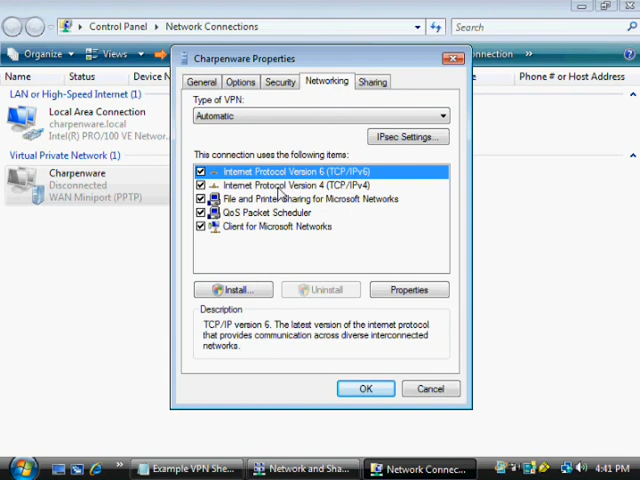 Control Panel ▸ Network Connections
Search
Organize
Views
onnection
»
Name
Status
Device N
Phone # or Host Address
LAN or High-Speed Internet (1)
Local Area Connection
charpenware.local
Intel(R) PRO/100 VE Networ...
Virtual Private Network (1)
Charpenware
Disconnected
WAN Miniport (PPTP)
Charpenware Properties
General
Options
Security
Networking
Sharing
Type of VPN:
Automatic
IPsec Settings...
This connection uses the following items:
Internet Protocol Version 6 (TCP/IPv6)
Internet Protocol Version 4 (TCP/IPv4)
File and Printer Sharing for Microsoft Networks
QoS Packet Scheduler
Client for Microsoft Networks
Install...
Uninstall
Properties
Description
TCP/IP version 6. The latest version of the internet protocol
that provides communication across diverse interconnected
networks.
OK
Cancel
»
Example VPN She...
Network and Sha...
Network Connec...
4:41 PM